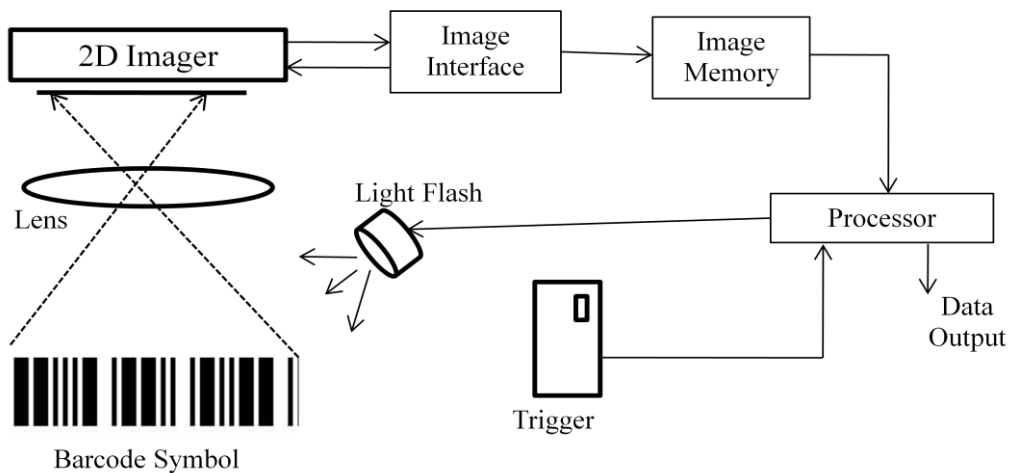 2D Imager
Image
Interface
Image
Memory
Lens
Light Flash
Processor
Data
Output
Trigger
Barcode Symbol